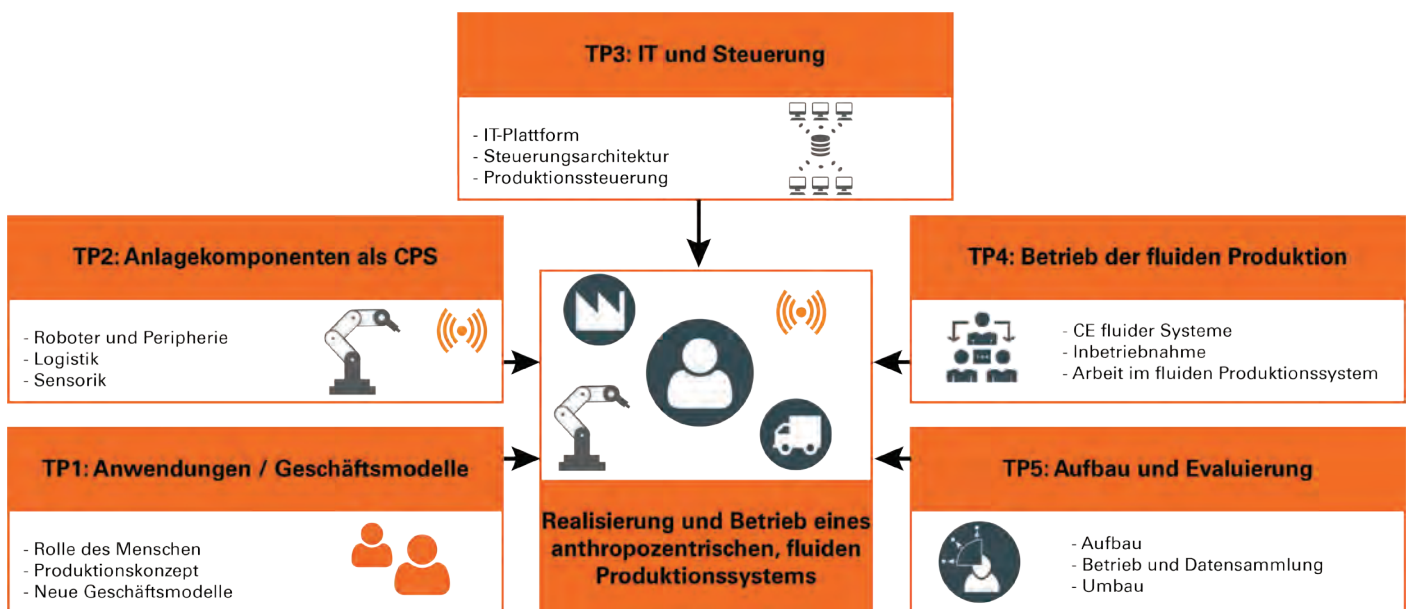 TP3: IT und Steuerung
- IT-Plattform
- Steuerungsarchitektur
- Produktionssteuerung
TP2: Anlagekomponenten als CPS
- Roboter und Peripherie
- Logistik
- Sensorik
TP4: Betrieb der fluiden Produktion
- CE fluider Systeme
- Inbetriebnahme
- Arbeit im fluiden Produktionssystem
TP1: Anwendungen / Geschäftsmodelle
- Rolle des Menschen
- Produktionskonzept
- Neue Geschäftsmodelle
Realisierung und Betrieb eines
anthropozentrischen, fluiden
Produktionssystems
TP5: Aufbau und Evaluierung
- Aufbau
- Betrieb und Datensammlung
- Umbau